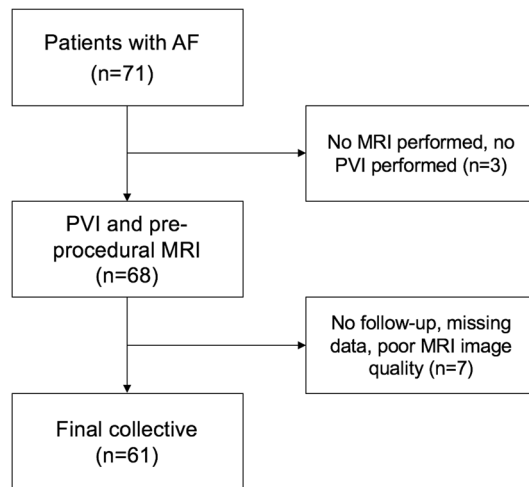 Patients with AF
(n=71)
No MRI performed, no
PVI performed (n=3)
PVI and pre-
procedural MRI
(n=68)
No follow-up, missing
data, poor MRI image
quality (n=7)
Final collective
(n=61)